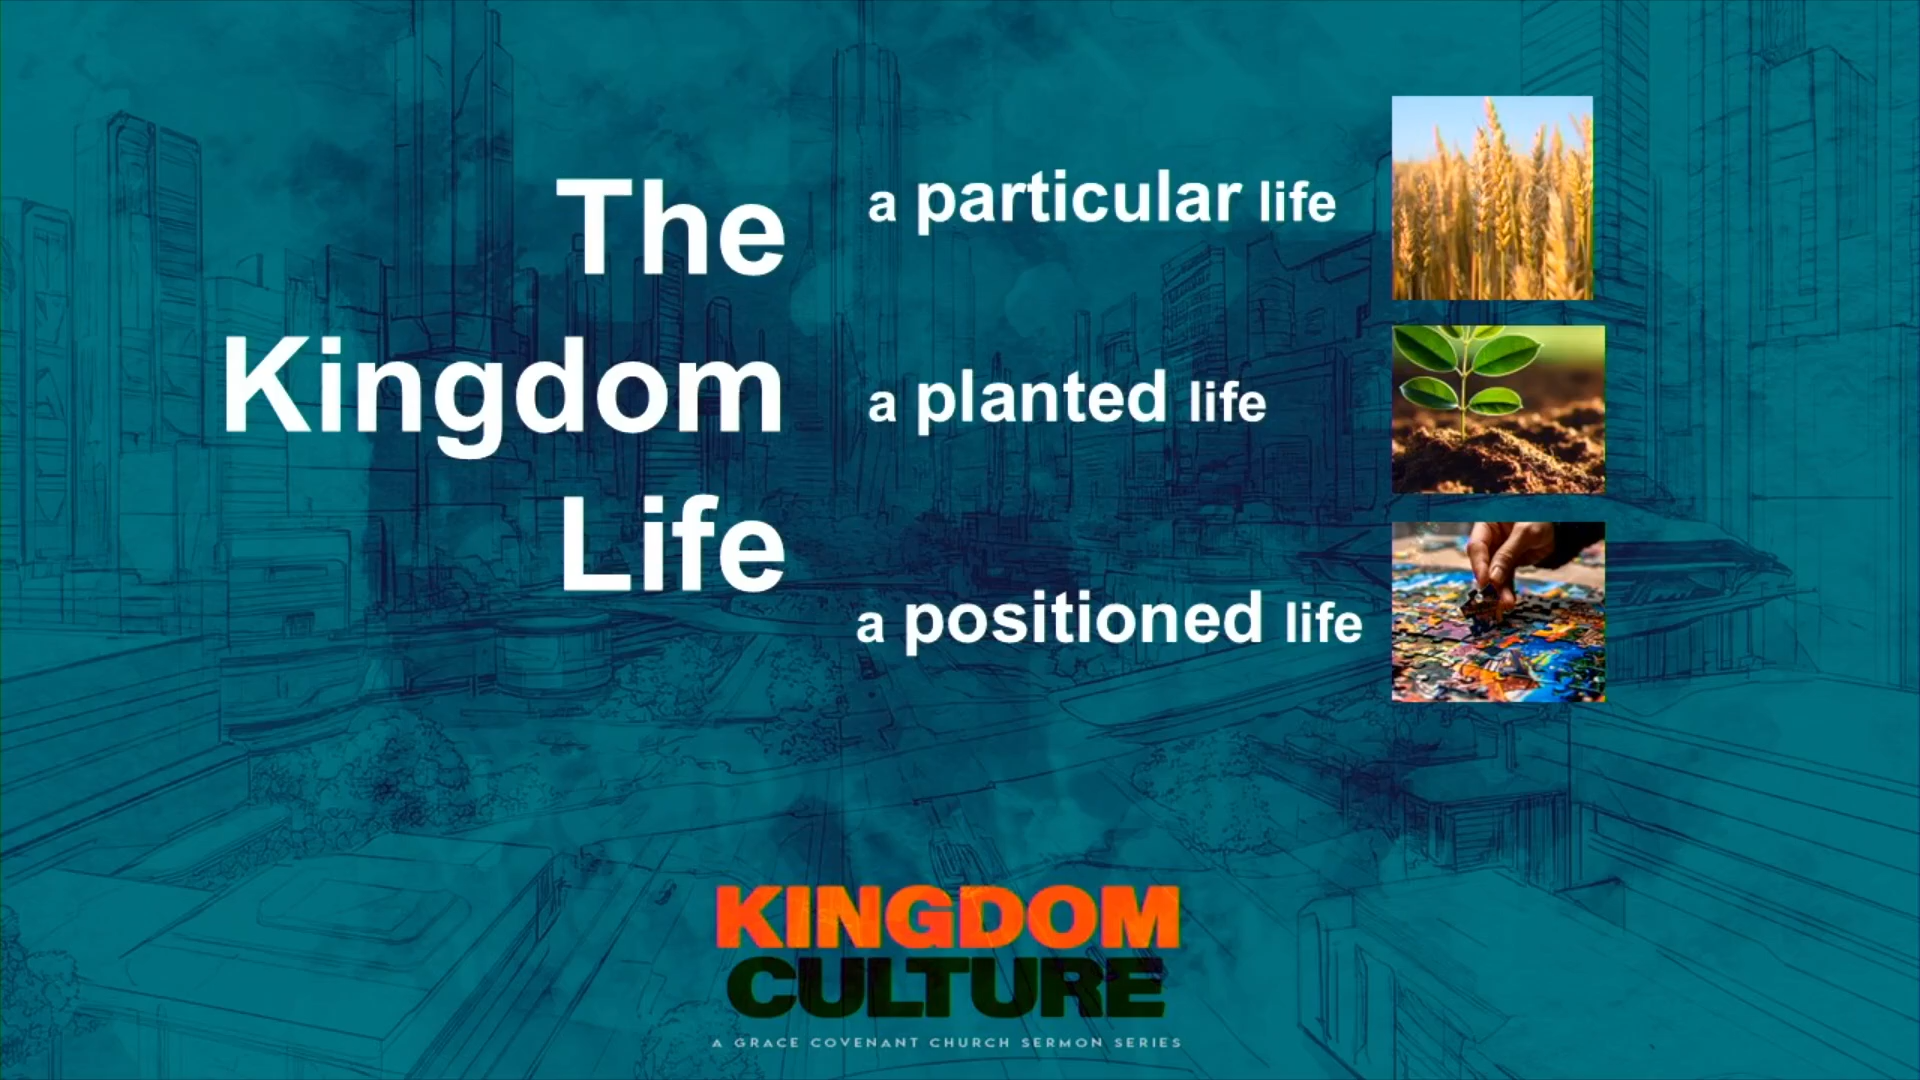 The
Kingdom
Life
a particular life
a planted life
a positioned life
KINGDOM
CULTURE
A GRACE COVENANT CHURCH SERMON SERIES